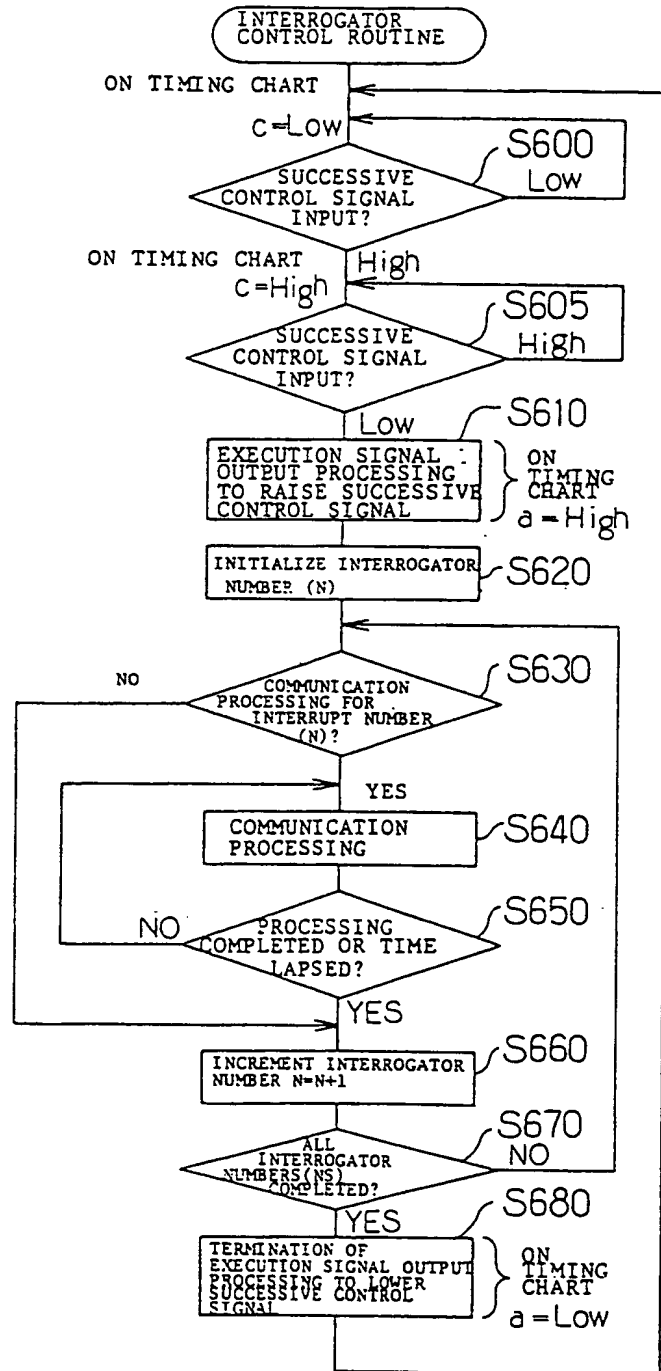 INTERROGATOR
CONTROL ROUTINE
ON TIMING CHART
c=Low
S600
SUCCESSIVE
CONTROL SIGNAL
INPUT?
Low
ON TIMING CHART
High
c=High
S605
SUCCESSIVE
CONTROL SIGNAL
INPUT?
High
Low
S610
EXECUTION SIGNAL
OUTPUT PROCESSING
TO RAISE SUCCESSIVE
CONTROL SIGNAL
ON
TIMING
CHART
a=High
INITIALIZE INTERROGATOR
NUMBER (N)
S620
S630
NO
COMMUNICATION
PROCESSING FOR
INTERRUPT NUMBER
(N)?
YES
COMMUNICATION
PROCESSING
S640
S650
NO
PROCESSING
COMPLETED OR TIME
LAPSED?
YES
S660
INCREMENT INTERROGATOR
NUMBER N=N+1
S670
ALL
INTERROGATOR
NUMBERS(NS)
COMPLETED?
NO
YES
S680
TERMINATION OF
EXECUTION SIGNAL OUTPUT
PROCESSING TO LOWER
SUCCESSIVE CONTROL
SIGNAL
ON
TIMING
CHART
a=Low